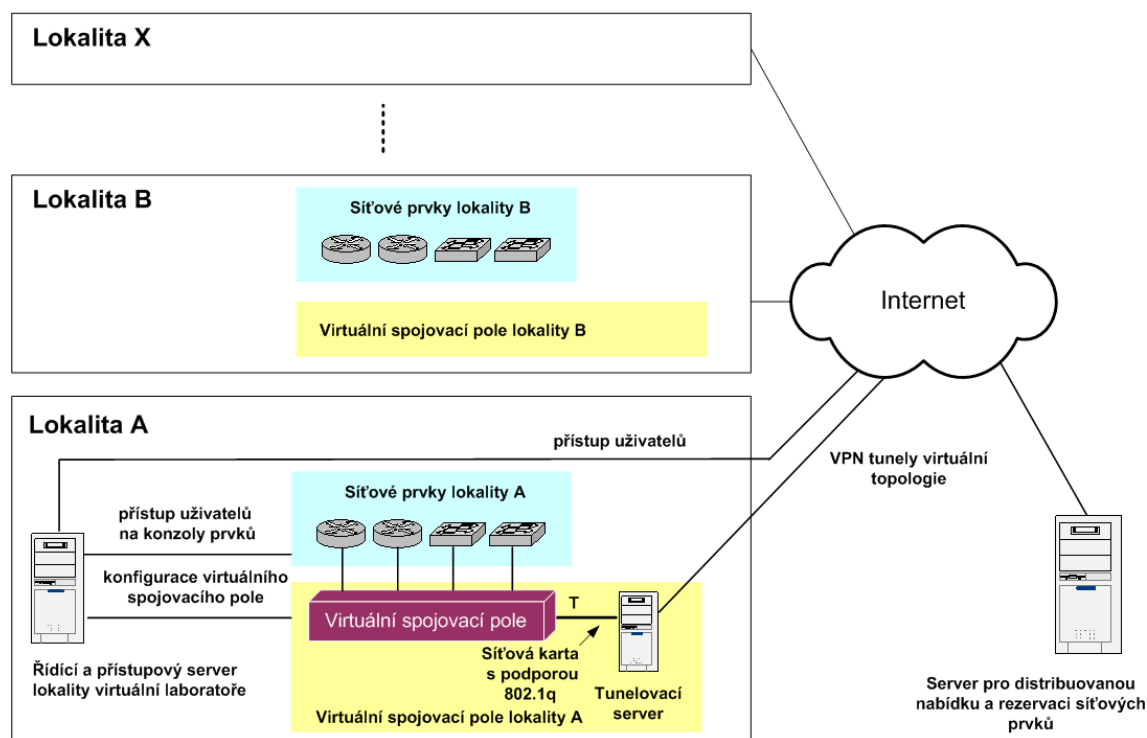 Lokalita X
Lokalita B
Síťové prvky lokality B
Virtuální spojovací pole lokality B
Internet
Lokalita A
přístup uživatelů
VPN tunely virtuální
topologie
Síťové prvky lokality A
přístup uživatelů
na konzoly prvků
konfigurace virtuálního
spojovacího pole
Virtuální spojovací pole
T
Síťová karta
s podporou
802.1q
Tunelovací
server
Řídící a přístupový server
lokality virtuální laboratoře
Virtuální spojovací pole lokality A
Server pro distribuovanou
nabídku a rezervaci síťových
prvků